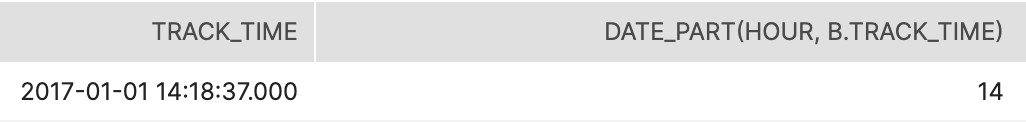 TRACK_TIME DATE_PART(HOUR, B.TRACK_TIME)
2017-01-01 14:18:37.000 14